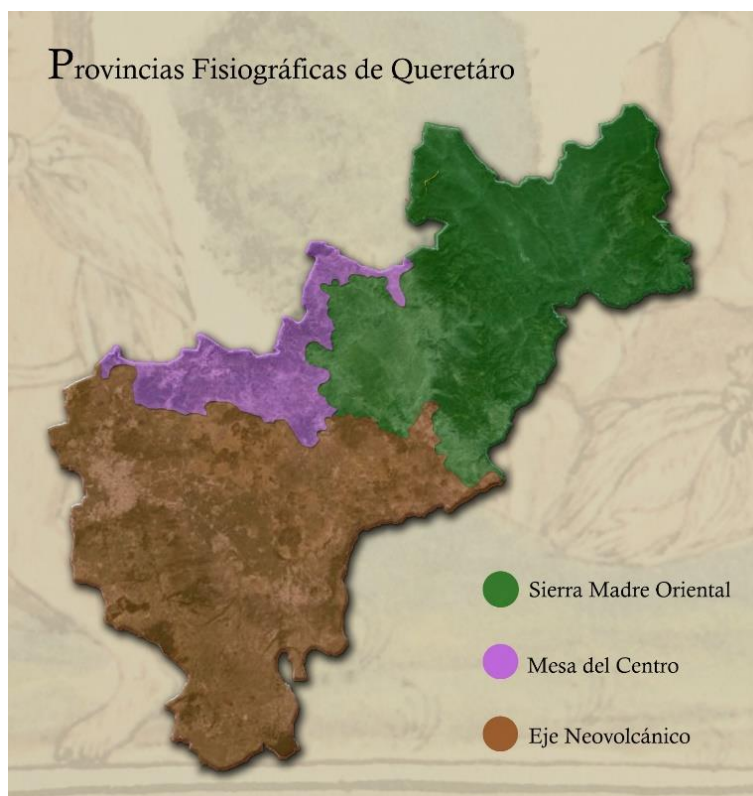 Provincias Fisiográficas de Queretáro
Sierra Madre Oriental
Mesa del Centro
Eje Neovolcánico